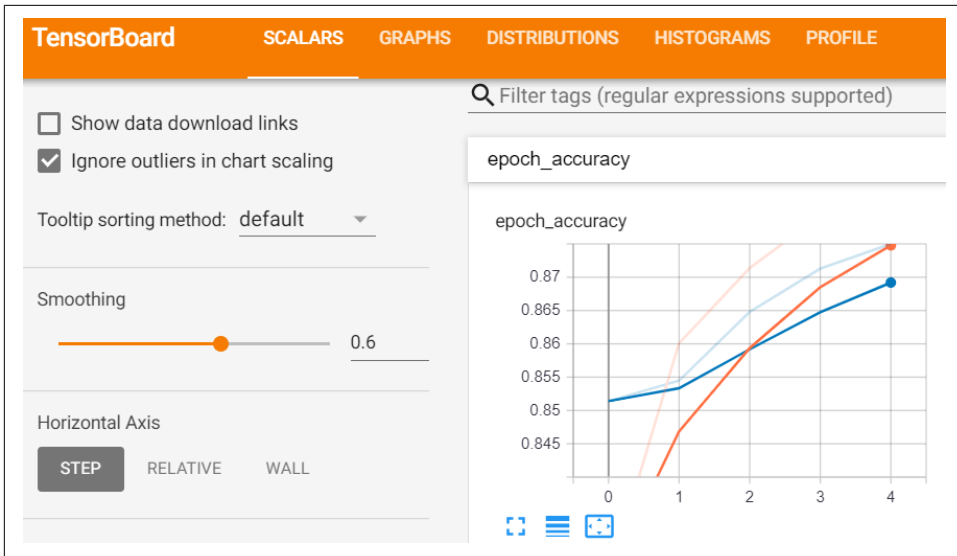 TensorBoard SCALARS GRAPHS DISTRIBUTIONS HISTOGRAMS PROFILE
Show data download links
Ignore outliers in chart scaling
Tooltip sorting method: default
Smoothing
0.6
Horizontal Axis
STEP RELATIVE WALL
Filter tags (regular expressions supported)
epoch_accuracy
epoch_accuracy
0.87
0.865
0.86
0.855
0.85
0.845
0 1 2 3 4